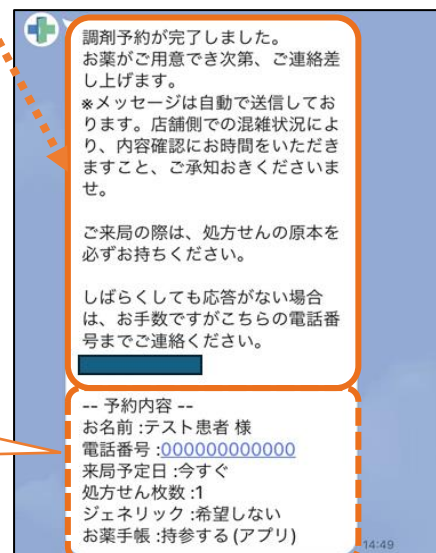 調剤予約が完了しました。
お薬がご用意でき次第、ご連絡差
し上げます。
※メッセージは自動で送信してお
ります。店舗側での混雑状況によ
り、内容確認にお時間をいただき
ますこと、ご承知おきくださいま
せ。
ご来局の際は、処方せんの原本を
必ずお持ちください。
しばらくしても応答がない場合
は、お手数ですがこちらの電話番
号までご連絡ください。
-- 予約内容 --
お名前 :テスト患者 様
電話番号 :000000000000
来局予定日 :今すぐ
処方せん枚数 :1
ジェネリック :希望しない
お薬手帳 :持参する (アプリ)
14:49